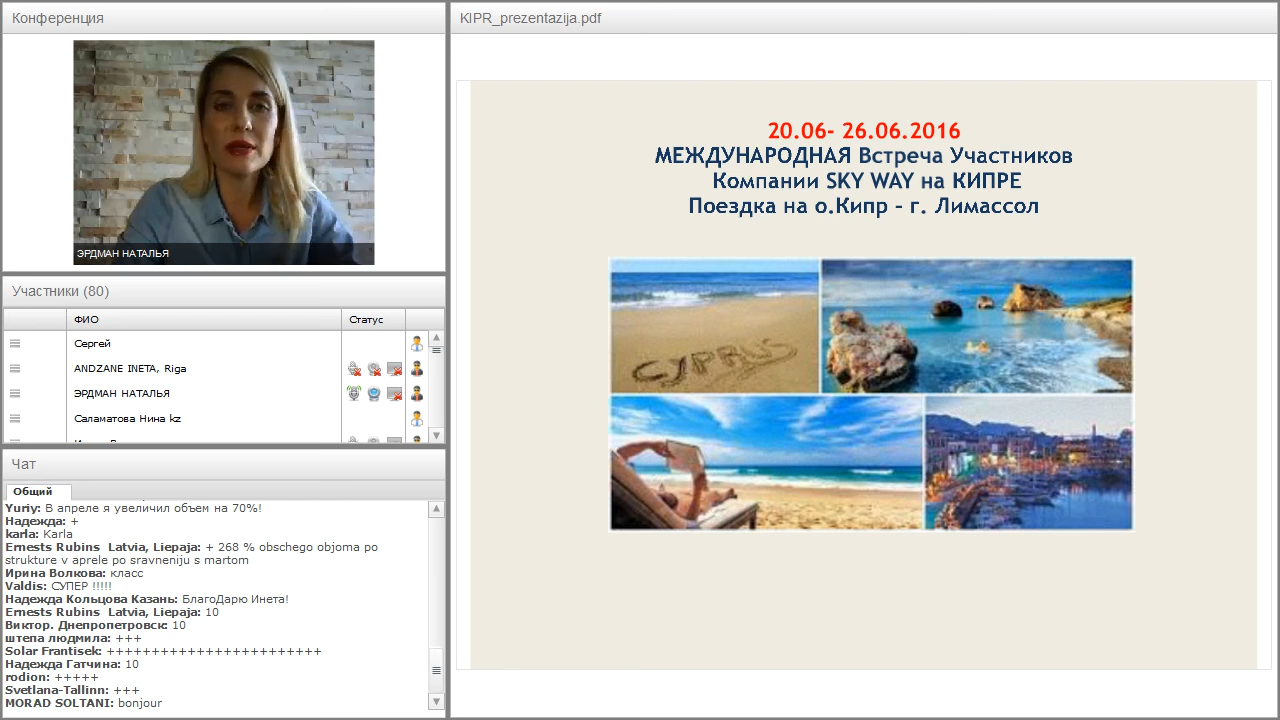 Конференция
ЭРДМАН НАТАЛЬЯ
Участники (80)
ФИО
Статус
Сергей
ANDZANE INETA, Riga
ЭРДМАН НАТАЛЬЯ
Саламатова Нина kz
Чат
Общий
Yuriy: В апреле я увеличил объем на 70%!
Надежда: +
karla: Karla
Ernests Rubins Latvia, Liepaja: + 268 % obschego objoma po
strukture v aprele po sravneniju s martom
Ирина Волкова: класс
Valdis: СУПЕР !!!!!
Надежда Кольцова Казань: БлагоДарю Инета!
Ernests Rubins Latvia, Liepaja: 10
Виктор. Днепропетровск: 10
штепа людмила: +++
Solar Frantisek: ++++++++++++++++++++++++
Надежда Гатчина: 10
rodion: +++++
Svetlana-Tallinn: +++
MORAD SOLTANI: bonjour
KIPR_prezentazija.pdf
20.06- 26.06.2016
МЕЖДУНАРОДНАЯ Встреча Участников
Компании SKY WAY на КИПРЕ
Поездка на о.Кипр – г. Лимассол
CYPRUS